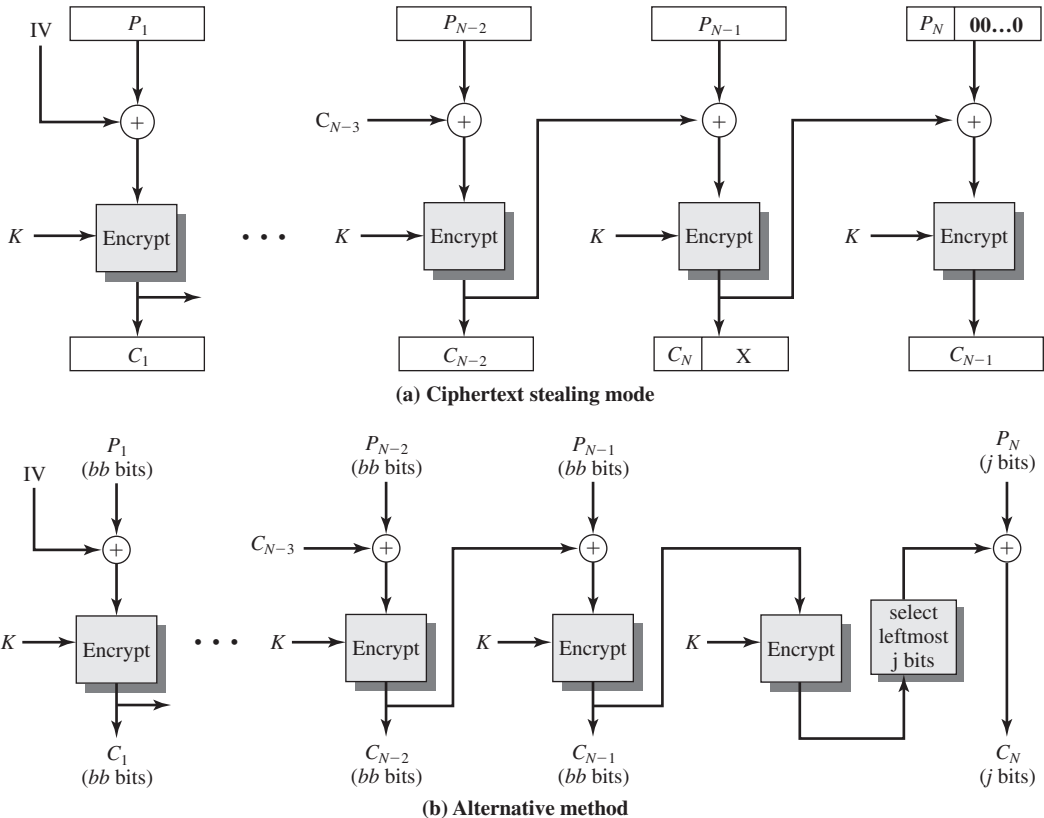 IV
P1
PN−2
PN−1
PN 00…0
+
CN−3
+
+
+
K
Encrypt
• • •
K
Encrypt
K
Encrypt
K
Encrypt
C1
CN−2
CN X
CN−1
(a) Ciphertext stealing mode
IV
P1
(bb bits)
PN−2
(bb bits)
PN−1
(bb bits)
PN
(j bits)
+
CN−3
+
+
+
K
Encrypt
• • •
K
Encrypt
K
Encrypt
K
Encrypt
select
leftmost
j bits
C1
(bb bits)
CN−2
(bb bits)
CN−1
(bb bits)
CN
(j bits)
(b) Alternative method